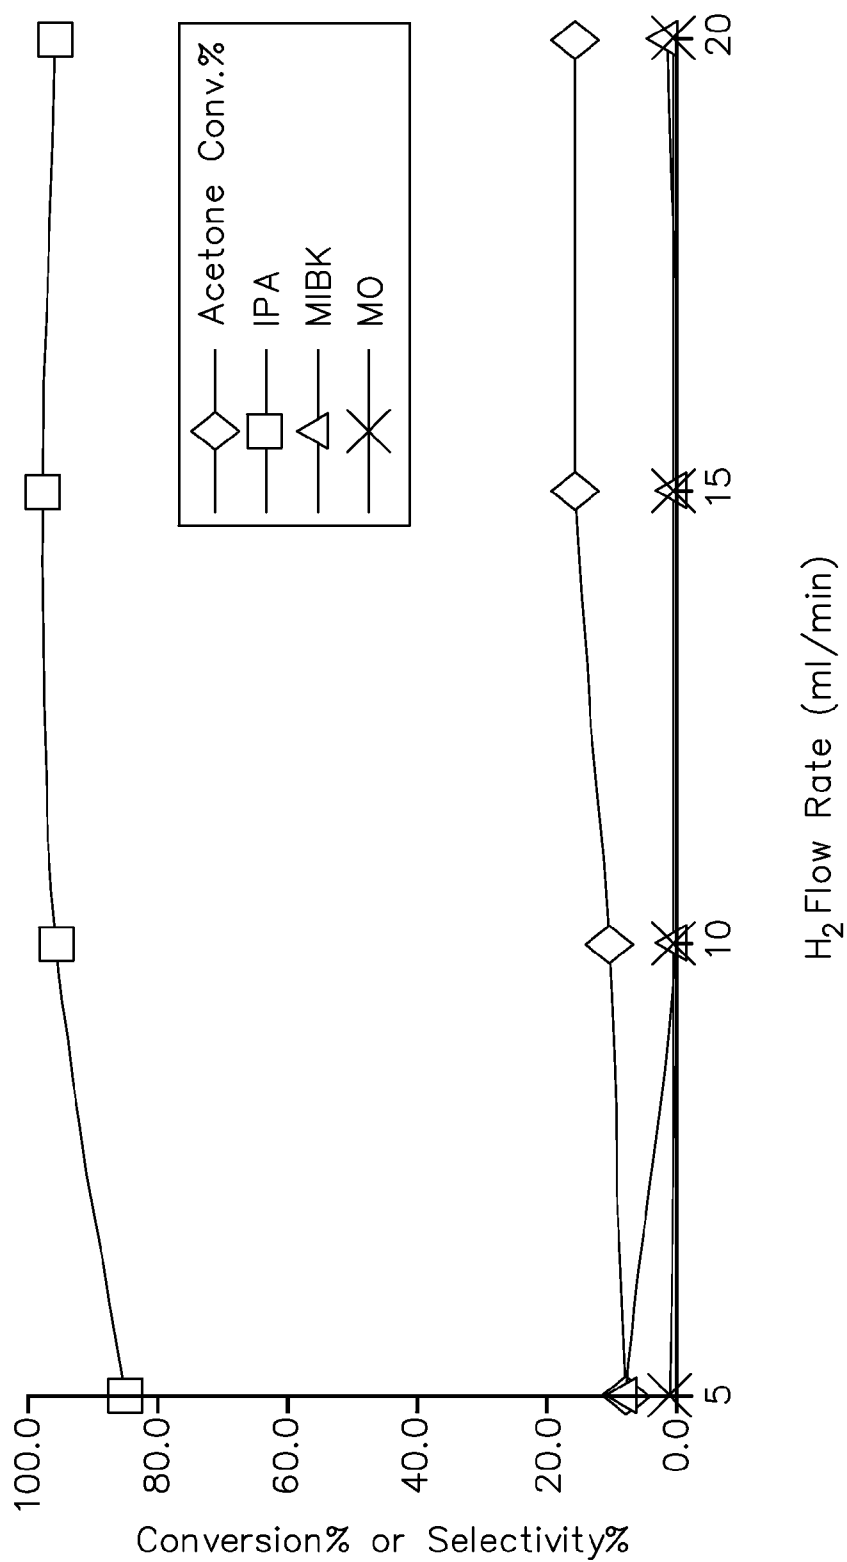 100.0
80.0
60.0
40.0
20.0
0.0
Conversion% or Selectivity%
5
10
15
20
H2 Flow Rate (ml/min)
Acetone Conv.%
IPA
MIBK
MO